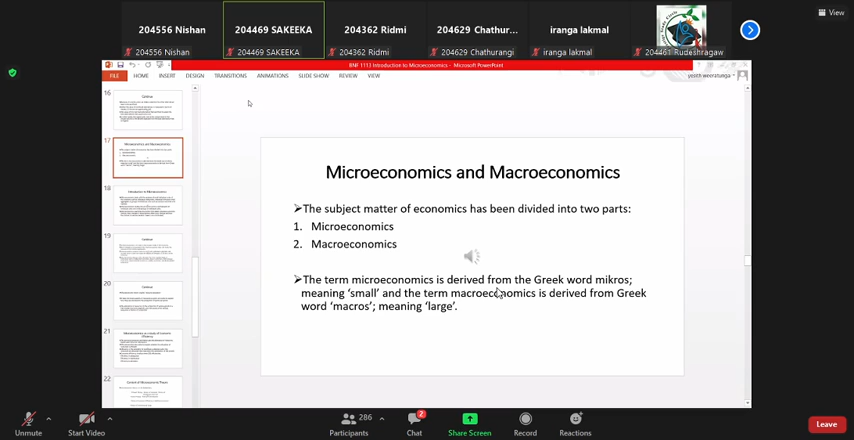 View
204556 Nishan
204469 SAKEEKA
204362 Ridmi
204629 Chathur...
iranga lakmal
204556 Nishan
204469 SAKEEKA
204362 Ridmi
204629 Chathurangi
iranga lakmal
204461 Rudeshragaw
BNF 1113 Introduction to Microeconomics - Microsoft PowerPoint
FILE HOME INSERT DESIGN TRANSITIONS ANIMATIONS SLIDE SHOW REVIEW VIEW
16
17
18
19
20
21
22
Microeconomics and Macroeconomics
➢The subject matter of economics has been divided into two parts:
1. Microeconomics
2. Macroeconomics
➢The term microeconomics is derived from the Greek word mikros;
meaning ‘small’ and the term macroeconomics is derived from Greek
word ‘macros’; meaning ‘large’.
Unmute
Start Video
286
Participants
2
Chat
Share Screen
Record
Reactions
Leave